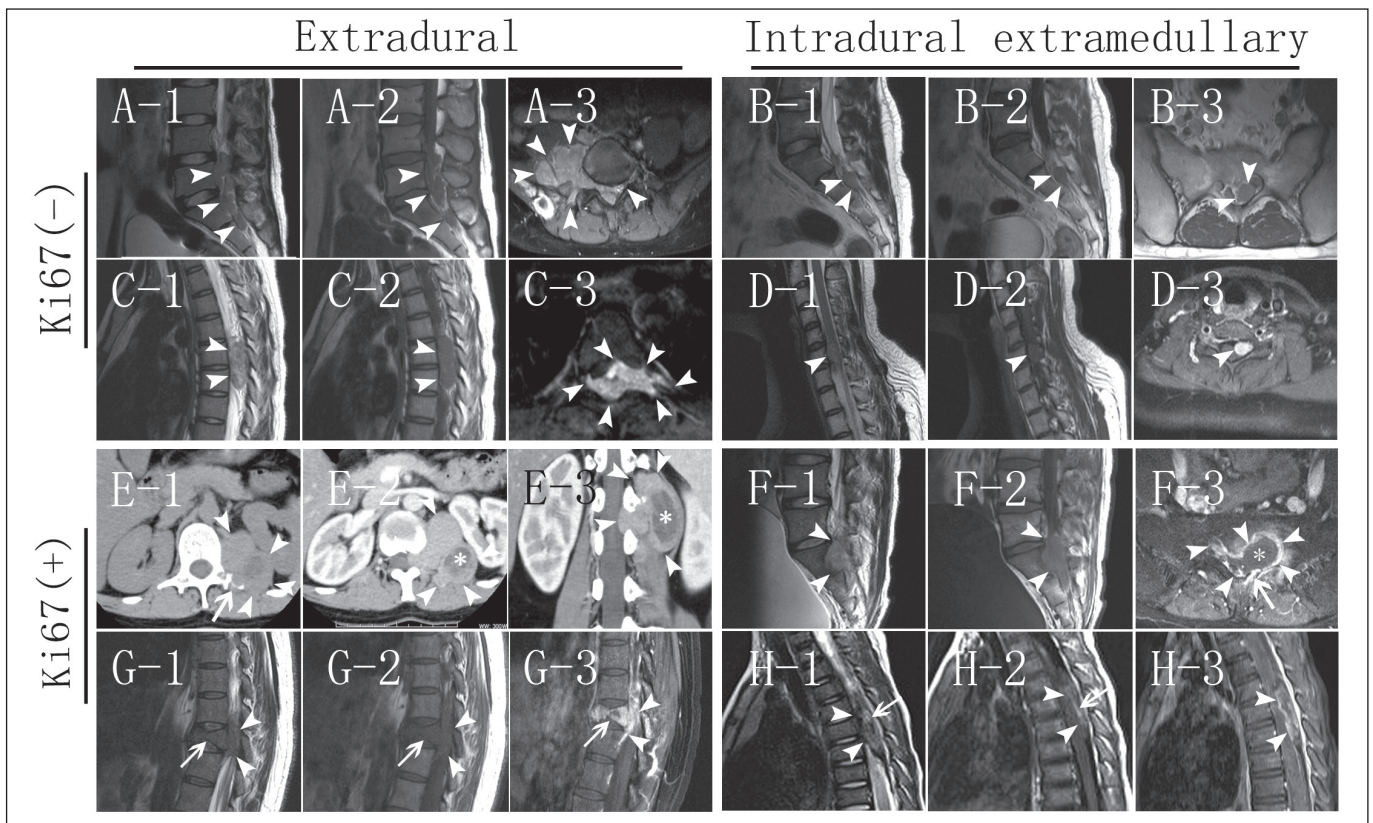 Extradural
Intradural extramedullary
Ki67(-)
A-1 A-2 A-3 B-1 B-2 B-3
C-1 C-2 C-3 D-1 D-2 D-3
Ki67(+)
E-1 E-2 E-3 F-1 F-2 F-3
* * *
G-1 G-2 G-3 H-1 H-2 H-3